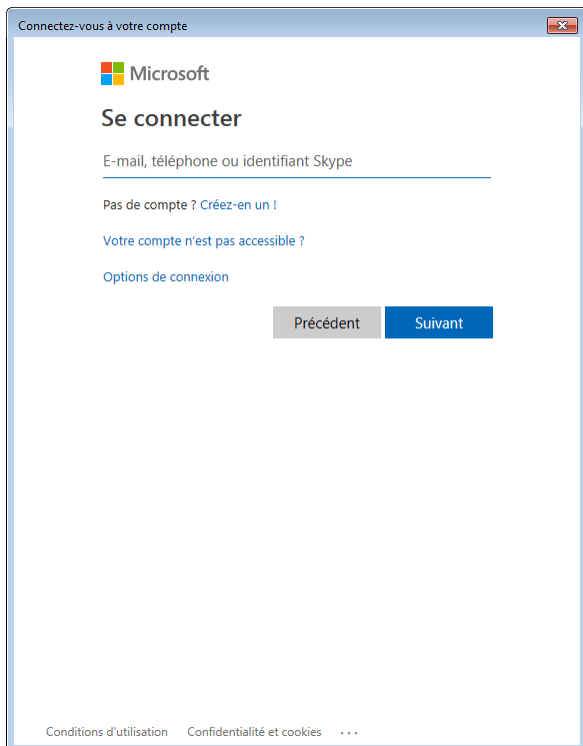 Connectez-vous à votre compte
Microsoft
Se connecter
E-mail, téléphone ou identifiant Skype
Pas de compte ? Créez-en un !
Votre compte n'est pas accessible ?
Options de connexion
Précédent Suivant
Conditions d'utilisation Confidentialité et cookies ...